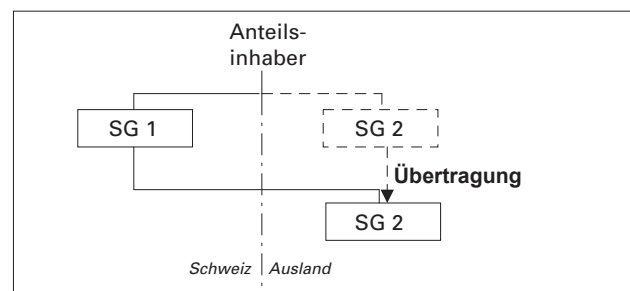 Anteils-
inhaber
SG 1
SG 2
Übertragung
SG 2
Schweiz
Ausland